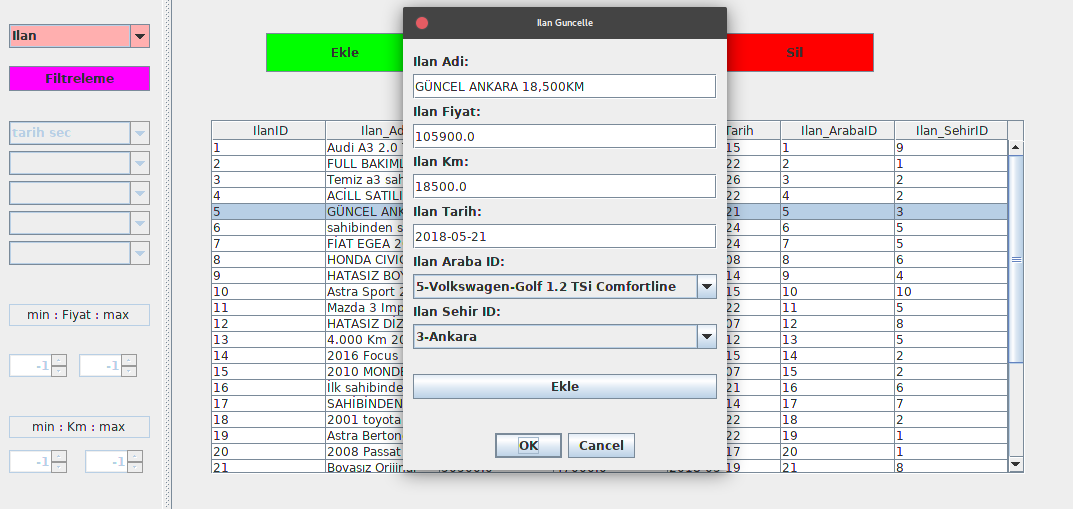 Ilan
Filtreleme
tarih sec
min : Fiyat : max
-1 -1
min : Km : max
-1 -1
Ekle
Sil
Ilan Guncelle
Ilan Adi:
GÜNCEL ANKARA 18,500KM
Ilan Fiyat:
105900.0
Ilan Km:
18500.0
Ilan Tarih:
2018-05-21
Ilan Araba ID:
5-Volkswagen-Golf 1.2 TSi Comfortline
Ilan Sehir ID:
3-Ankara
Ekle
OK Cancel
IlanID Ilan_Ad Tarih Ilan_ArabaID Ilan_SehirID
1 Audi A3 2.0 15 1 9
2 FULL BAKIML 22 2 1
3 Temiz a3 sah 26 3 2
4 ACİLL SATILI 22 4 2
5 GÜNCEL ANK 21 5 3
6 sahibinden s 24 6 5
7 FİAT EGEA 2 24 7 5
8 HONDA CIVIC 08 8 6
9 HATASIZ BOY 14 9 4
10 Astra Sport 2 15 10 10
11 Mazda 3 Imp 22 11 5
12 HATASIZ DİZ 07 12 8
13 4.000 Km 20 12 13 5
14 2016 Focus 15 14 2
15 2010 MONDE 07 15 2
16 İlk sahibinde 21 16 6
17 SAHİBİNDEN 14 17 7
18 2001 toyota 22 18 2
19 Astra Berton 22 19 1
20 2008 Passat 17 20 1
21 19 21 8